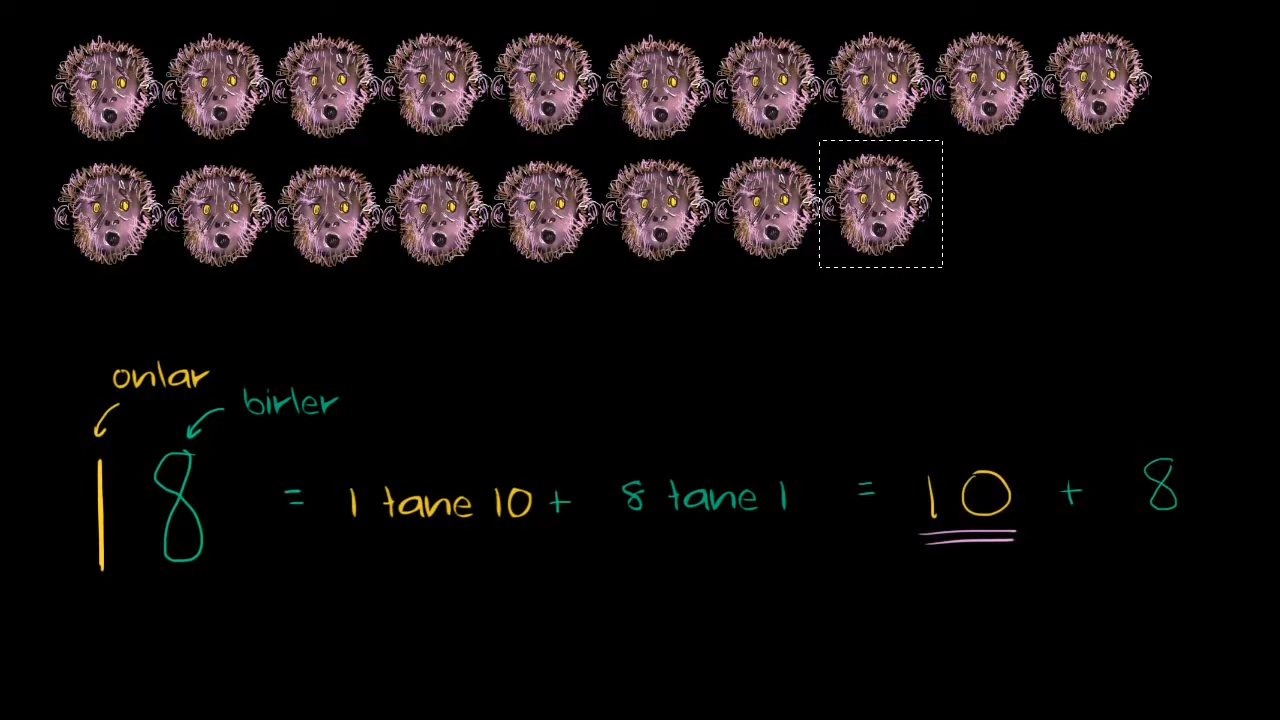 onlar
birler
18 = 1 tane 10 + 8 tane 1 = 10 + 8